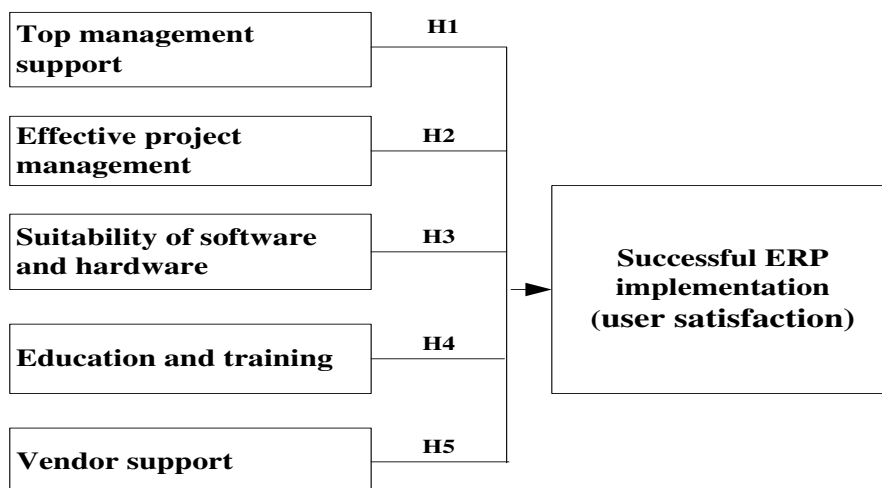 Top management
support
H1
Effective project
management
H2
Suitability of software
and hardware
H3
Education and training
H4
Vendor support
H5
Successful ERP
implementation
(user satisfaction)